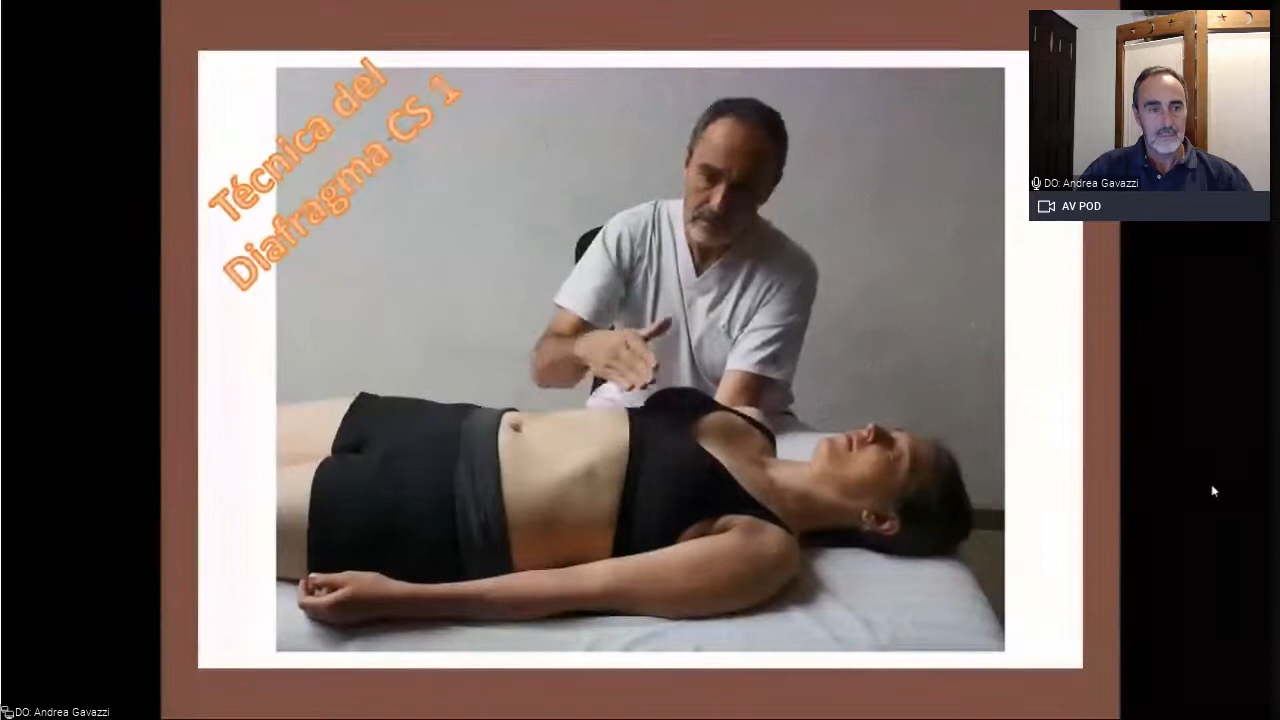 Técnica del
Diafragma CS 1
DO: Andrea Gavazzi
AV POD
DO: Andrea Gavazzi